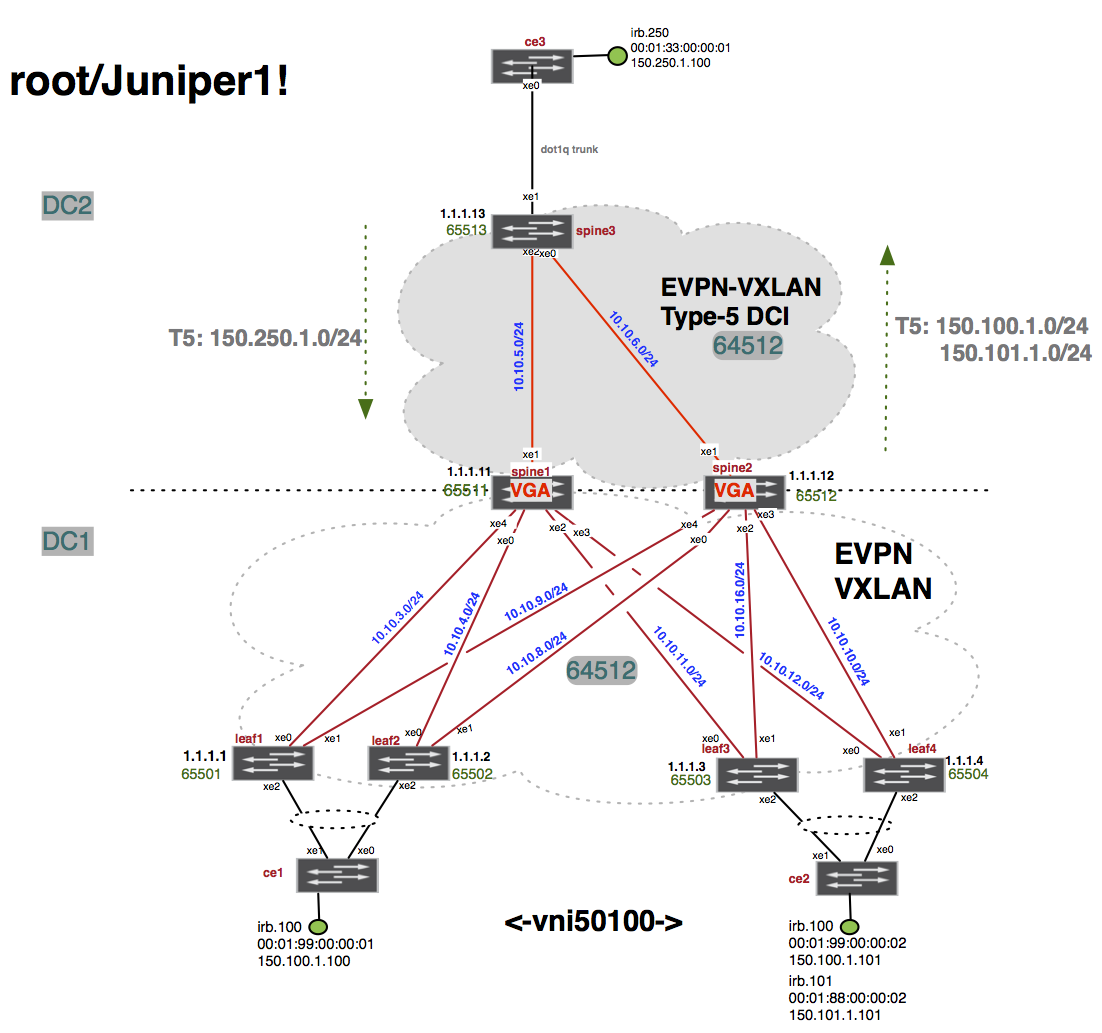 ce3
irb.250
00:01:33:00:00:01
150.250.1.100
root/Juniper1!
xe0
dot1q trunk
DC2
xe1
1.1.1.13
65513
spine3
xe2
xe0
EVPN-VXLAN
Type-5 DCI
64512
T5: 150.250.1.0/24
T5: 150.100.1.0/24
150.101.1.0/24
10.10.5.0/24
10.10.6.0/24
xe1
xe1
1.1.1.11
spine1
spine2
1.1.1.12
65511
VGA
VGA
65512
DC1
xe4
xe0
xe2
xe3
xe4
xe0
xe2
xe3
EVPN
VXLAN
10.10.3.0/24
10.10.4.0/24
10.10.9.0/24
10.10.8.0/24
10.10.11.0/24
10.10.16.0/24
10.10.12.0/24
10.10.10.0/24
64512
leaf1
xe0
xe1
1.1.1.1
65501
xe2
leaf2
xe0
xe1
1.1.1.2
65502
xe2
xe0
leaf3
xe1
1.1.1.3
65503
xe2
xe0
xe1
leaf4
1.1.1.4
65504
xe2
xe1
xe0
ce1
xe1
xe0
ce2
irb.100
00:01:99:00:00:01
150.100.1.100
<-vni50100->
irb.100
00:01:99:00:00:02
150.100.1.101
irb.101
00:01:88:00:00:02
150.101.1.101